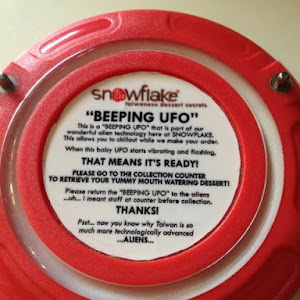 snowflake®
taiwanese dessert secrets
“BEEPING UFO”
This is a “BEEPING UFO” that is part of our
wonderful alien technology here at SNOWFLAKE.
This allows you to chillout while we make your order.
When this baby UFO starts vibrating and flashing,
THAT MEANS IT'S READY!
PLEASE GO TO THE COLLECTION COUNTER
TO RETRIEVE YOUR YUMMY MOUTH WATERING DESSERT!
Please return the “BEEPING UFO” to the aliens
...uh... I meant staff at counter before collection.
THANKS!
Psst... now you know why Taiwan is so
much more technologically advanced
...ALIENS...